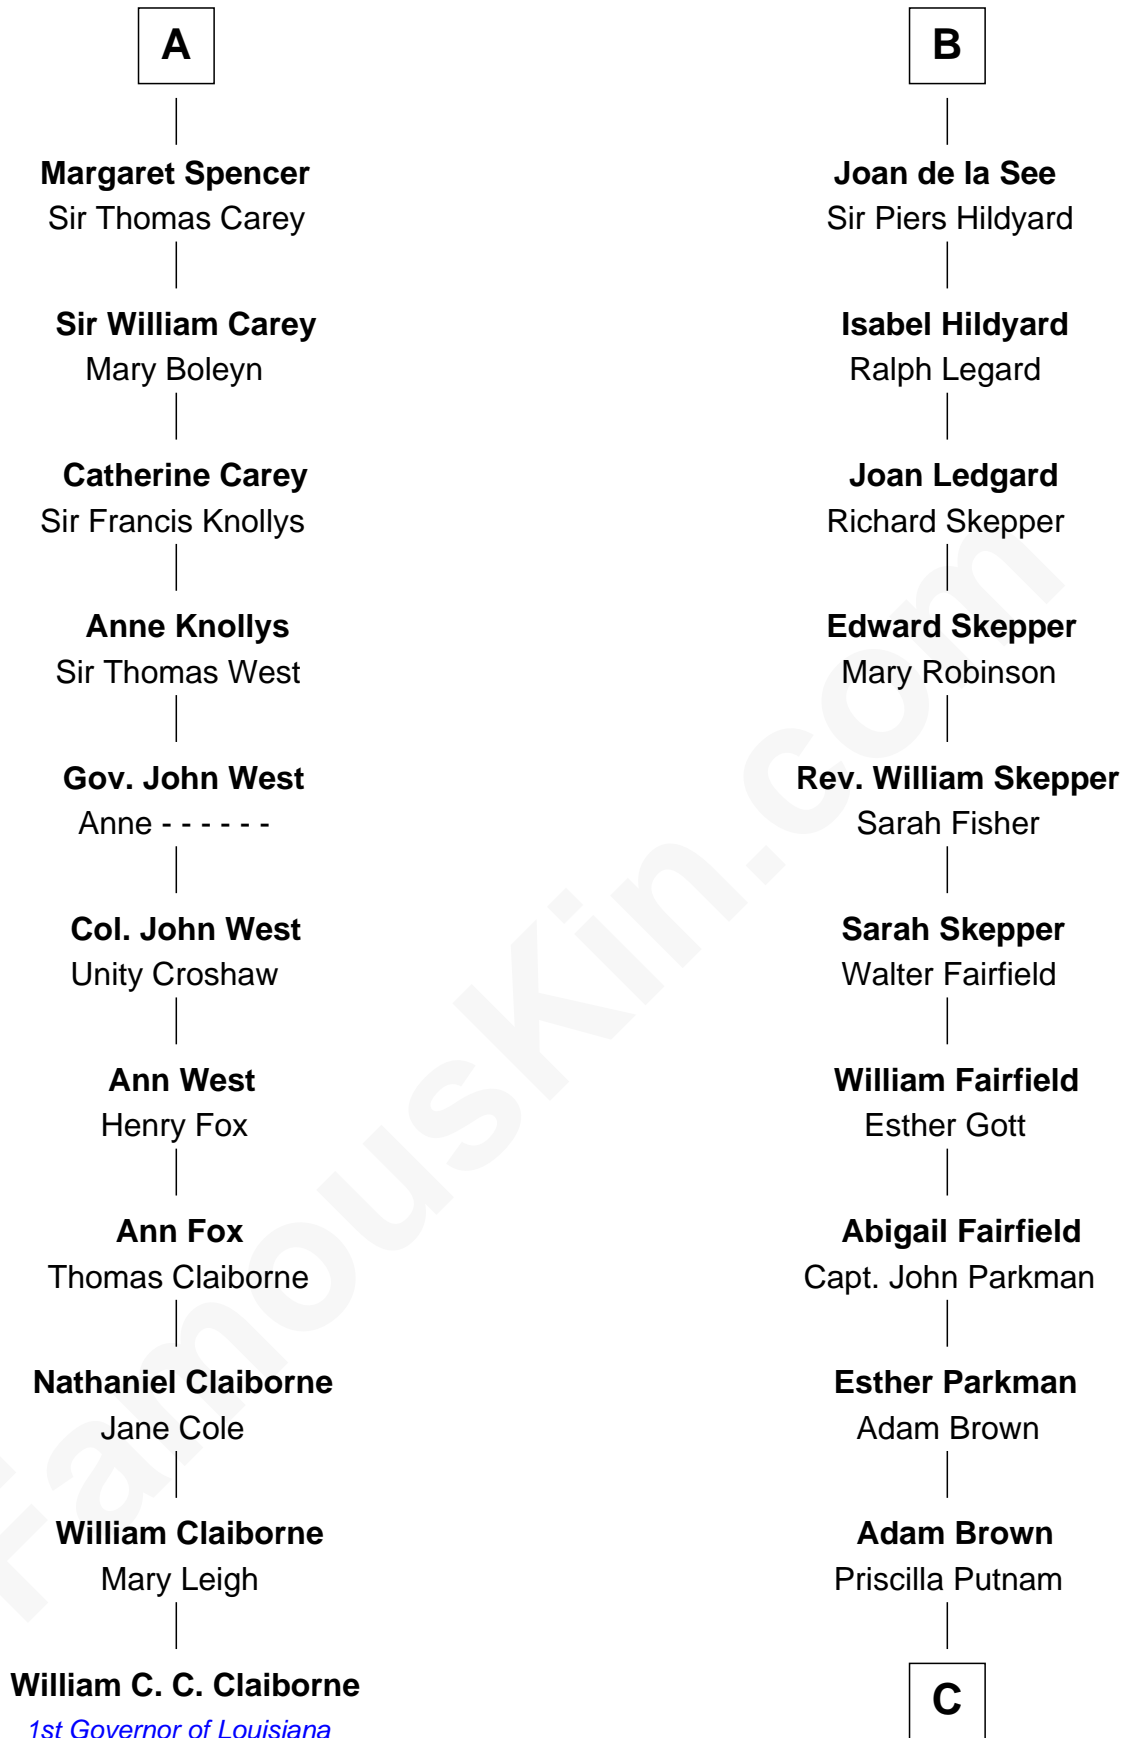 A
Margaret Spencer
Sir Thomas Carey
Sir William Carey
Mary Boleyn
Catherine Carey
Sir Francis Knollys
Anne Knollys
Sir Thomas West
Gov. John West
Anne - - - - - -
Col. John West
Unity Croshaw
Ann West
Henry Fox
Ann Fox
Thomas Claiborne
Nathaniel Claiborne
Jane Cole
William Claiborne
Mary Leigh
William C. C. Claiborne
1st Governor of Louisiana
B
Joan de la See
Sir Piers Hildyard
Isabel Hildyard
Ralph Legard
Joan Ledgard
Richard Skepper
Edward Skepper
Mary Robinson
Rev. William Skepper
Sarah Fisher
Sarah Skepper
Walter Fairfield
William Fairfield
Esther Gott
Abigail Fairfield
Capt. John Parkman
Esther Parkman
Adam Brown
Adam Brown
Priscilla Putnam
C
FamousKin.com